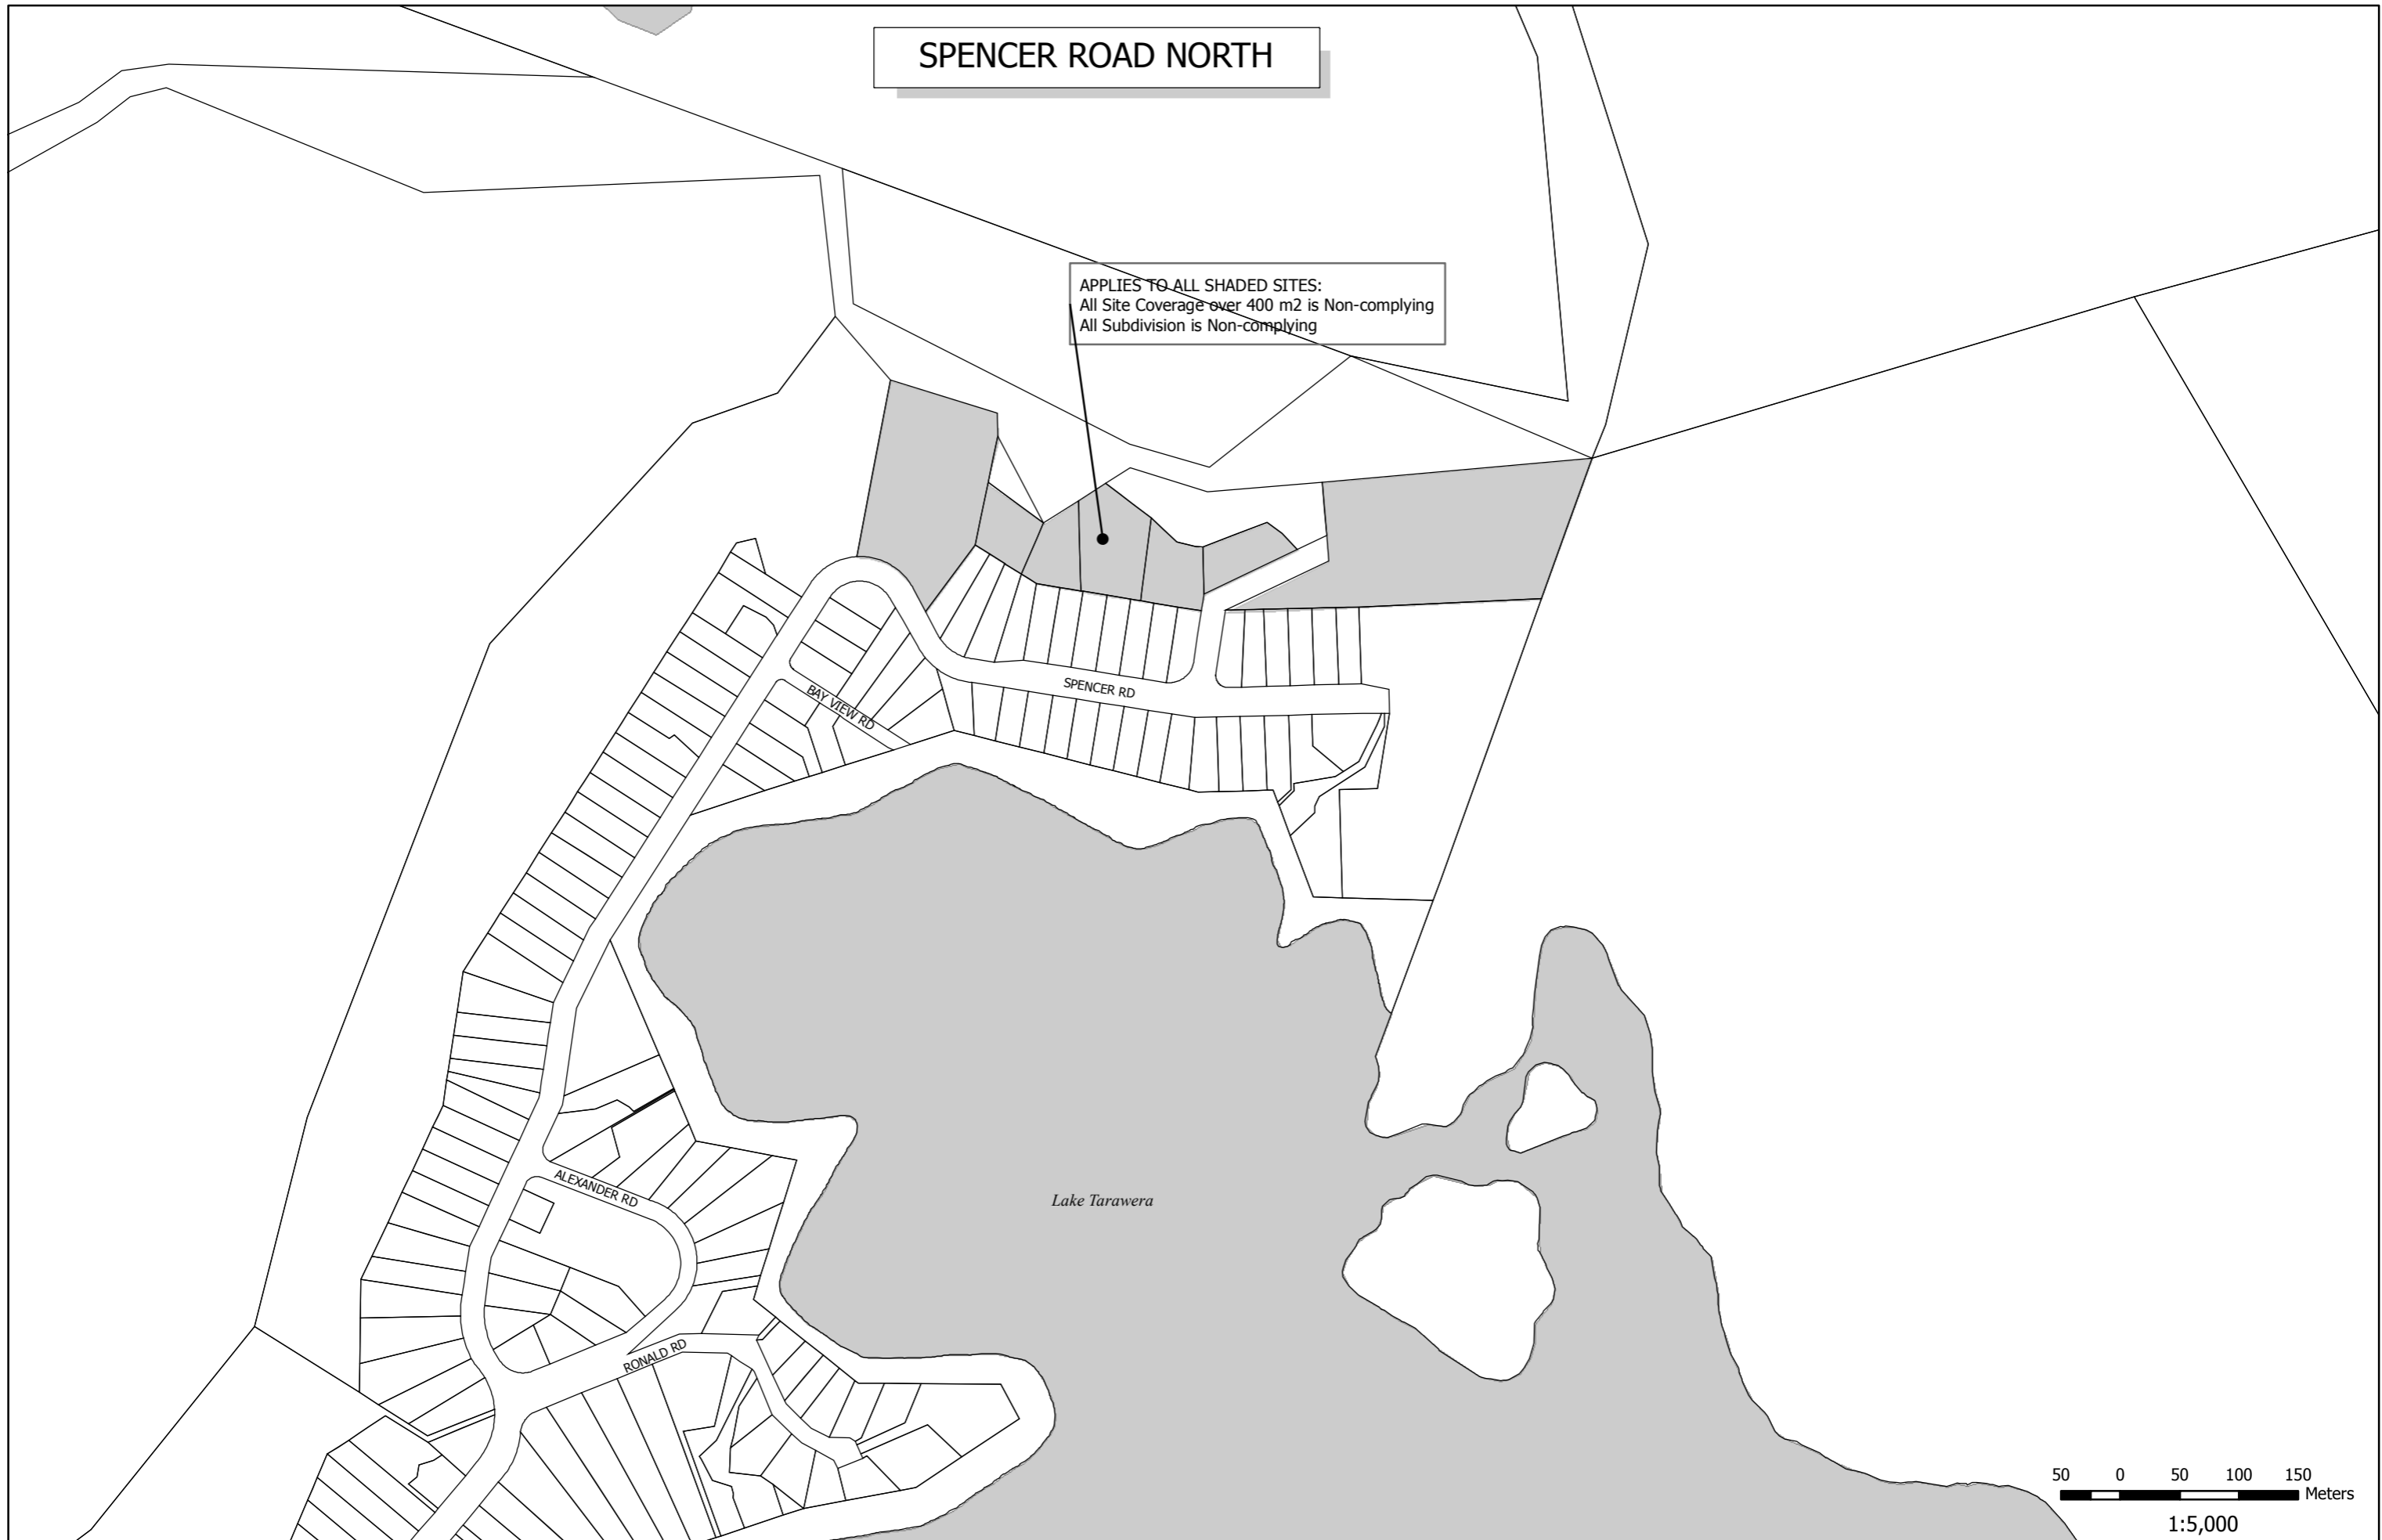 SPENCER ROAD NORTH
APPLIES TO ALL SHADED SITES:
All Site Coverage over 400 m2 is Non-complying
All Subdivision is Non-complying
SPENCER RD
BAY VIEW RD
ALEXANDER RD
Lake Tarawera
RONALD RD
50 0 50 100 150
Meters
1:5,000